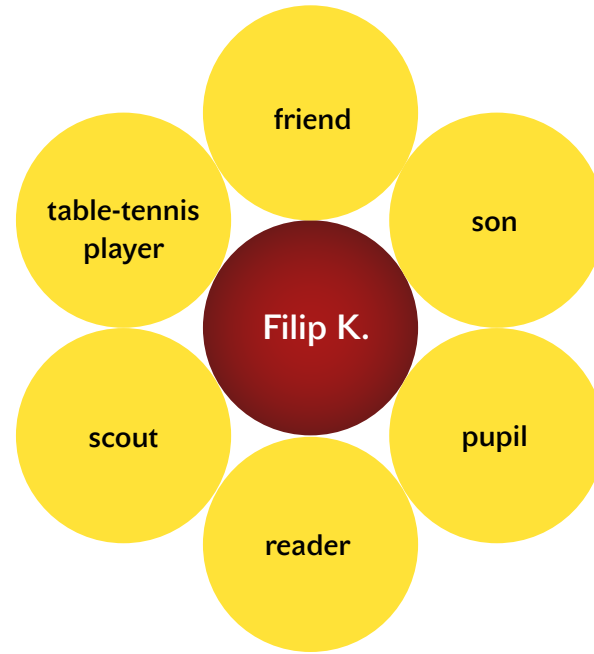 friend
table-tennis
player
son
Filip K.
scout
pupil
reader